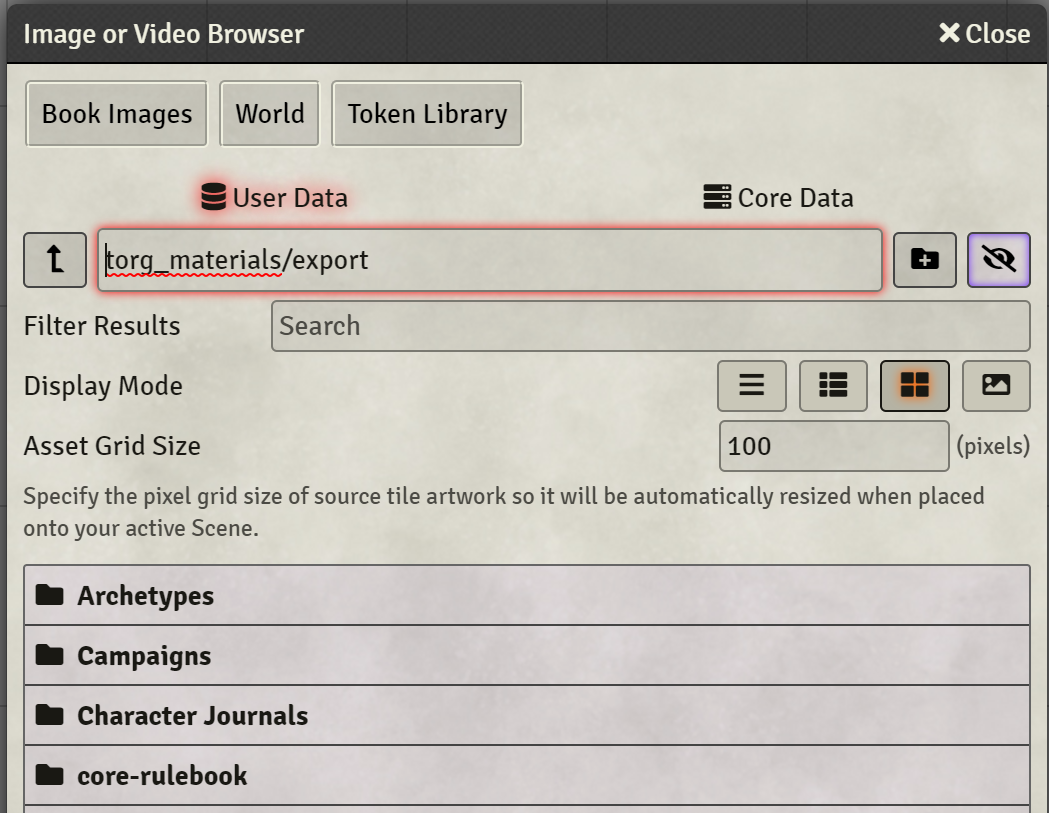 Image or Video Browser Close
Book Images World Token Library
User Data Core Data
torg_materials/export
Filter Results Search
Display Mode
Asset Grid Size 100 (pixels)
Specify the pixel grid size of source tile artwork so it will be automatically resized when placed
onto your active Scene.
Archetypes
Campaigns
Character Journals
core-rulebook